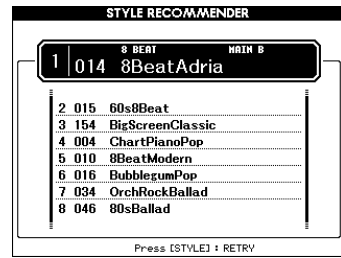 STYLE RECOMMENDER
8 BEAT MAIN B
1 014 8BeatAdria
2 015 60s8Beat
3 154 BigScreenClassic
4 004 ChartPianoPop
5 010 8BeatModern
6 016 BubblegumPop
7 034 OrchRockBallad
8 046 80sBallad
Press [STYLE] : RETRY